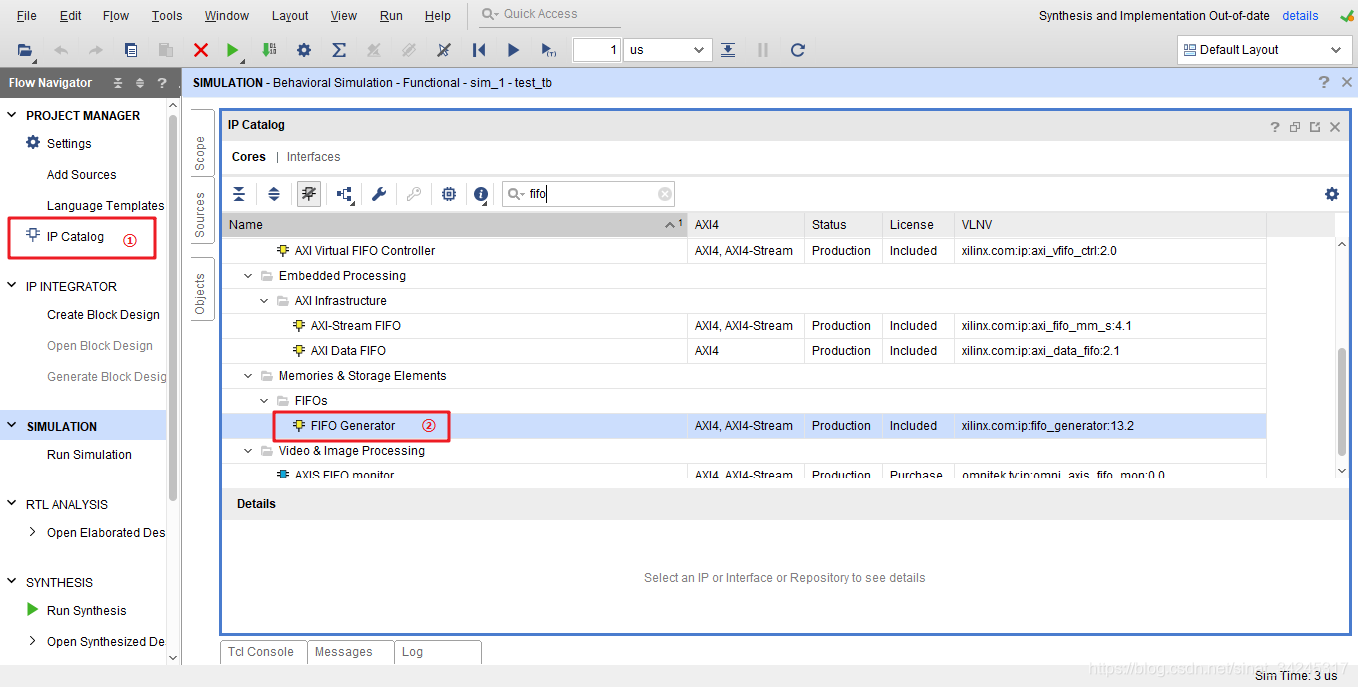 File Edit Flow Tools Window Layout View Run Help Quick Access Synthesis and Implementation Out-of-date details
1 us Default Layout
Flow Navigator
SIMULATION - Behavioral Simulation - Functional - sim_1 - test_tb
PROJECT MANAGER
Settings
Add Sources
Language Templates
IP Catalog ①
IP INTEGRATOR
Create Block Design
Open Block Design
Generate Block Desig
SIMULATION
Run Simulation
RTL ANALYSIS
Open Elaborated Des
SYNTHESIS
Run Synthesis
Open Synthesized De
Scope
Sources
Objects
IP Catalog
Cores | Interfaces
fifo
Name 1 AXI4 Status License VLNV
AXI Virtual FIFO Controller AXI4, AXI4-Stream Production Included xilinx.com:ip:axi_vfifo_ctrl:2.0
Embedded Processing
AXI Infrastructure
AXI-Stream FIFO AXI4, AXI4-Stream Production Included xilinx.com:ip:axi_fifo_mm_s:4.1
AXI Data FIFO AXI4 Production Included xilinx.com:ip:axi_data_fifo:2.1
Memories & Storage Elements
FIFOs
FIFO Generator ② AXI4, AXI4-Stream Production Included xilinx.com:ip:fifo_generator:13.2
Video & Image Processing
AXIS FIFO monitor AXI4, AXI4-Stream Production Purchase omnitek.tv:ip:omni_axis_fifo_mon:0.0
Details
Select an IP or Interface or Repository to see details
Tcl Console Messages Log
Sim Time: 3 us